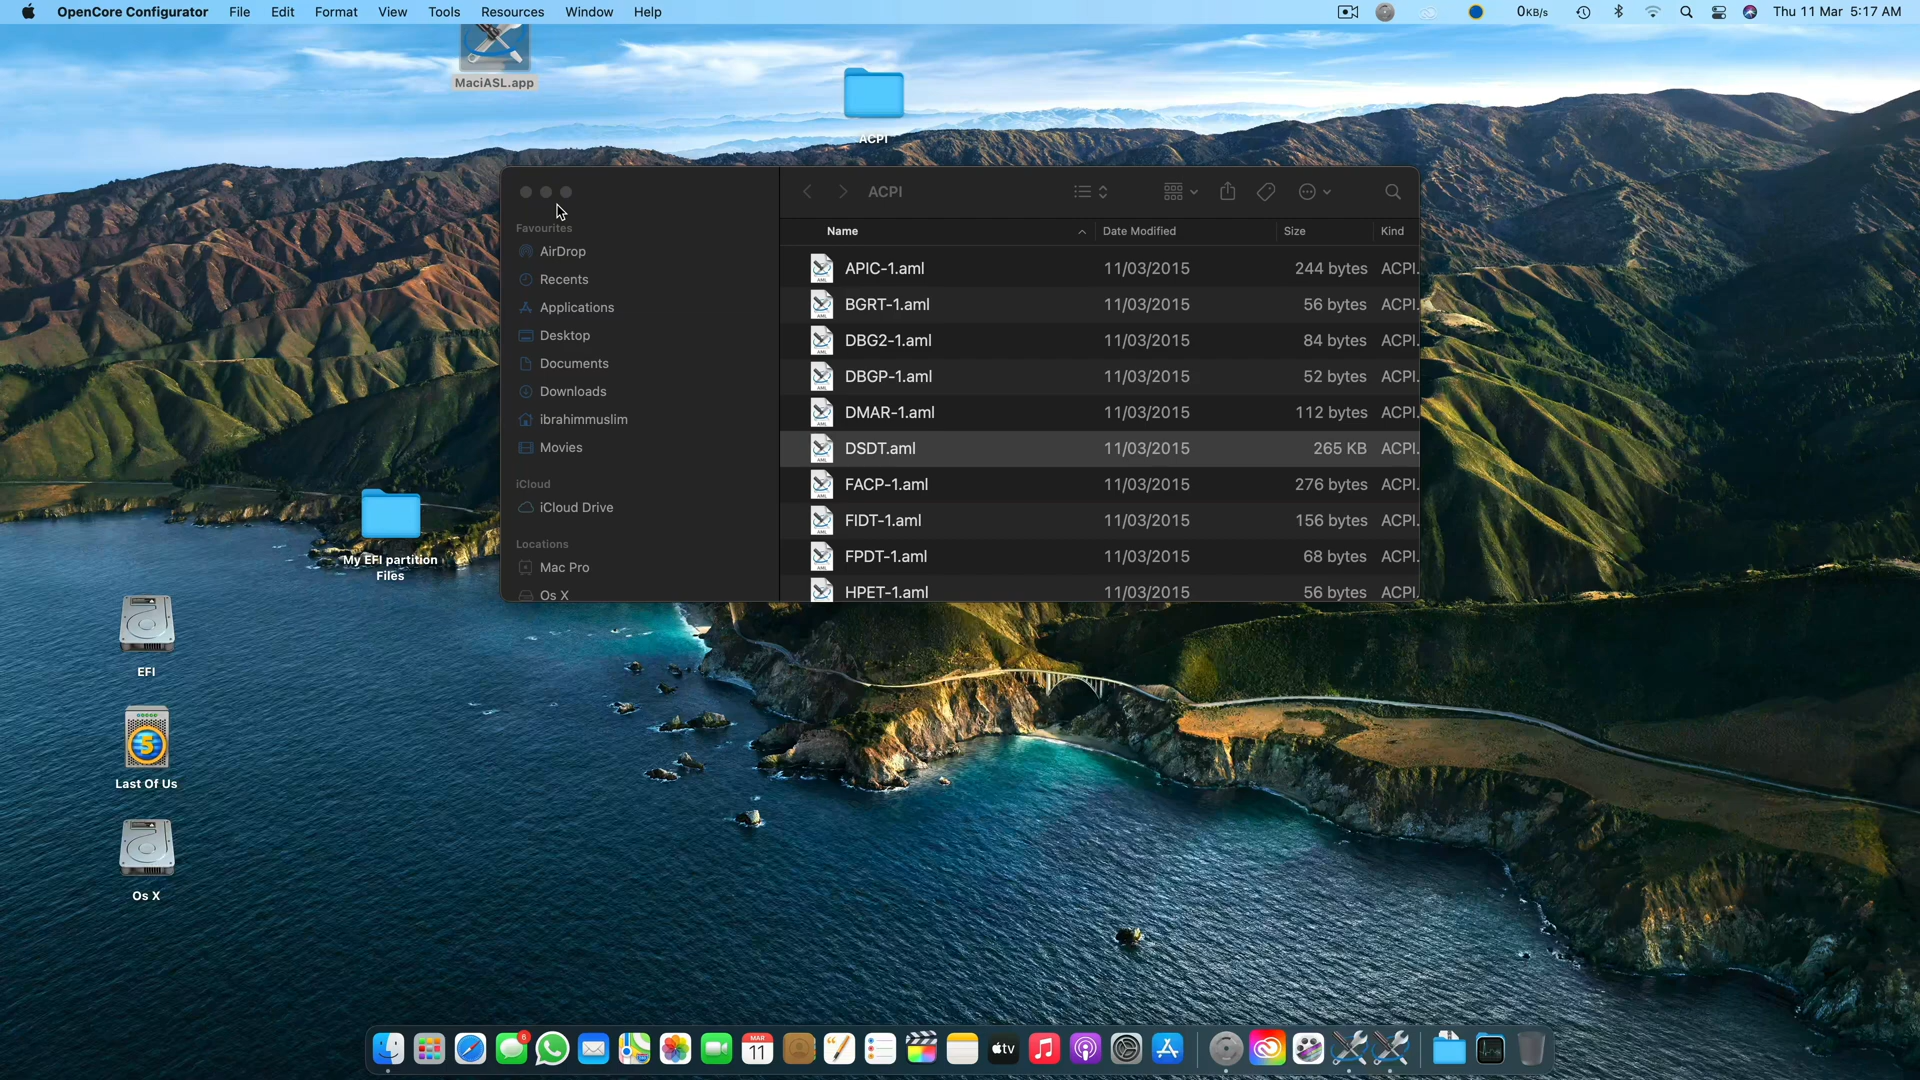 OpenCore Configurator File Edit Format View Tools Resources Window Help 0KB/s Thu 11 Mar 5:17 AM
MaciASL.app
ACPI
ACPI
Favourites
AirDrop
Recents
Applications
Desktop
Documents
Downloads
ibrahimmuslim
Movies
iCloud
iCloud Drive
Locations
Mac Pro
Os X
Name Date Modified Size Kind
APIC-1.aml 11/03/2015 244 bytes ACPI.
BGRT-1.aml 11/03/2015 56 bytes ACPI.
DBG2-1.aml 11/03/2015 84 bytes ACPI.
DBGP-1.aml 11/03/2015 52 bytes ACPI.
DMAR-1.aml 11/03/2015 112 bytes ACPI.
DSDT.aml 11/03/2015 265 KB ACPI.
FACP-1.aml 11/03/2015 276 bytes ACPI.
FIDT-1.aml 11/03/2015 156 bytes ACPI.
FPDT-1.aml 11/03/2015 68 bytes ACPI.
HPET-1.aml 11/03/2015 56 bytes ACPI.
My EFI partition
Files
EFI
5
Last Of Us
Os X
8
MAR
11
tv